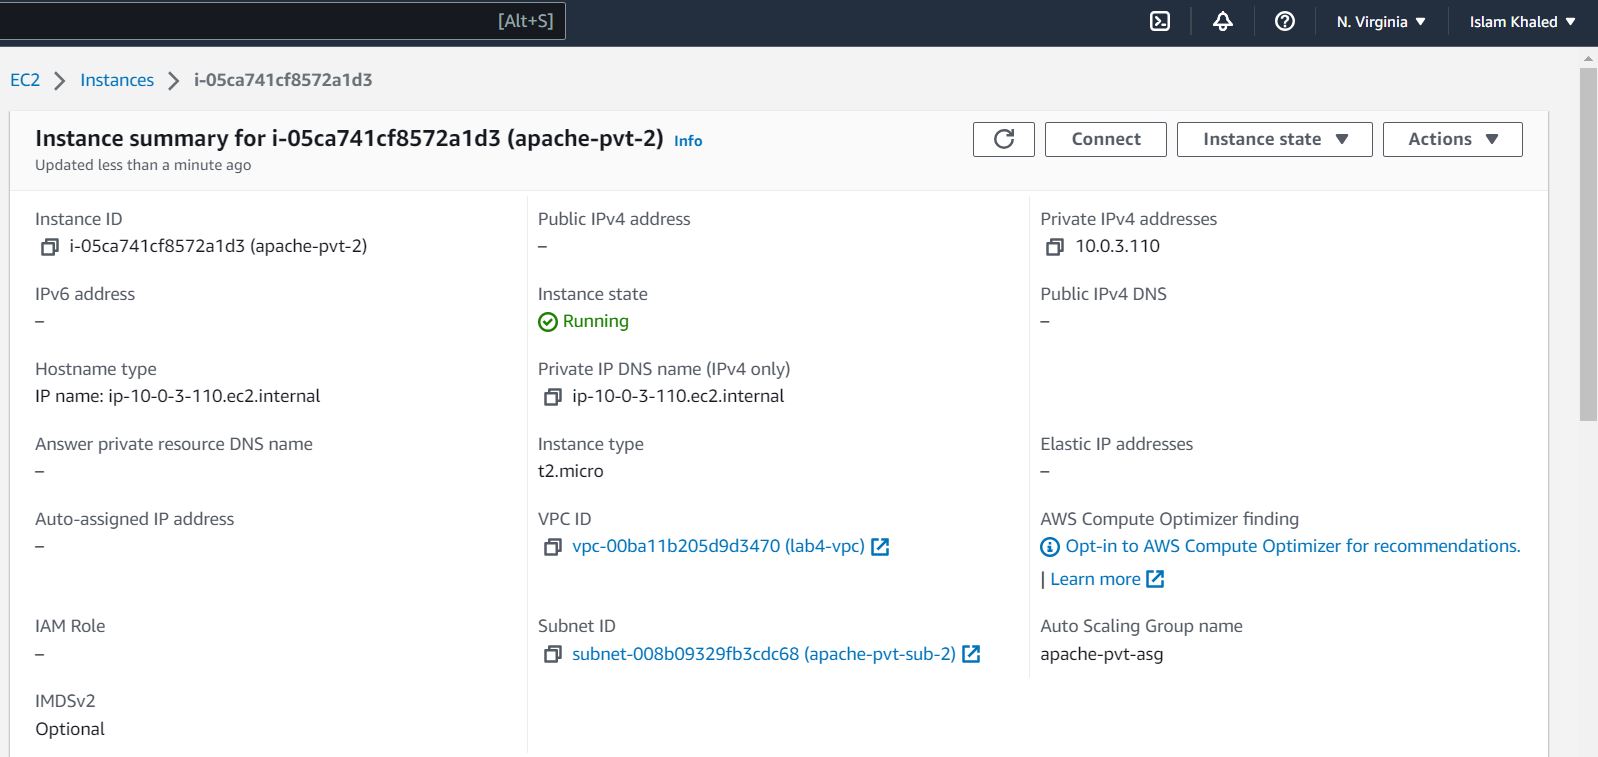 [Alt+S]
N. Virginia
Islam Khaled
EC2
Instances
i-05ca741cf8572a1d3
Instance summary for i-05ca741cf8572a1d3 (apache-pvt-2) Info
Updated less than a minute ago
Connect
Instance state
Actions
Instance ID
i-05ca741cf8572a1d3 (apache-pvt-2)
Public IPv4 address
–
Private IPv4 addresses
10.0.3.110
IPv6 address
–
Instance state
Running
Public IPv4 DNS
–
Hostname type
IP name: ip-10-0-3-110.ec2.internal
Private IP DNS name (IPv4 only)
ip-10-0-3-110.ec2.internal
Answer private resource DNS name
–
Instance type
t2.micro
Elastic IP addresses
–
Auto-assigned IP address
–
VPC ID
vpc-00ba11b205d9d3470 (lab4-vpc)
AWS Compute Optimizer finding
Opt-in to AWS Compute Optimizer for recommendations.
| Learn more
IAM Role
–
Subnet ID
subnet-008b09329fb3cdc68 (apache-pvt-sub-2)
Auto Scaling Group name
apache-pvt-asg
IMDSv2
Optional